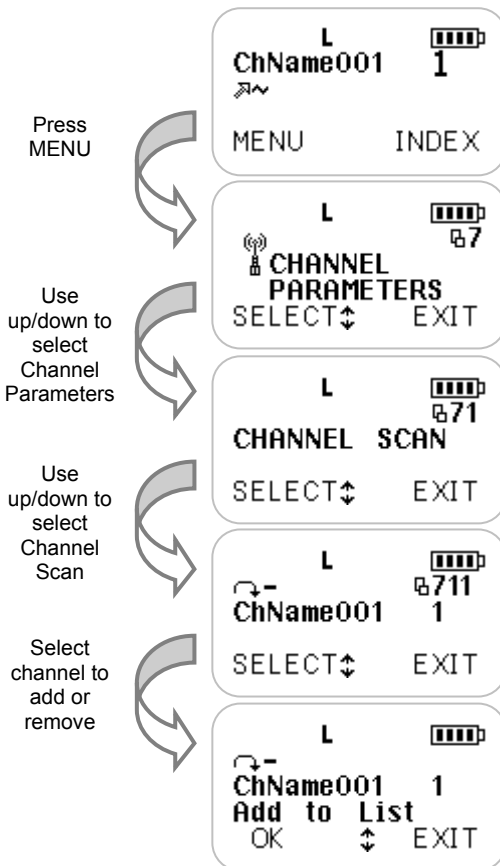 L
ChName001 1
MENU INDEX
Press
MENU
L
7
CHANNEL
PARAMETERS
SELECT EXIT
Use
up/down to
select
Channel
Parameters
L
71
CHANNEL SCAN
SELECT EXIT
Use
up/down to
select
Channel
Scan
L
711
ChName001 1
SELECT EXIT
Select
channel to
add or
remove
L
ChName001 1
Add to List
OK EXIT